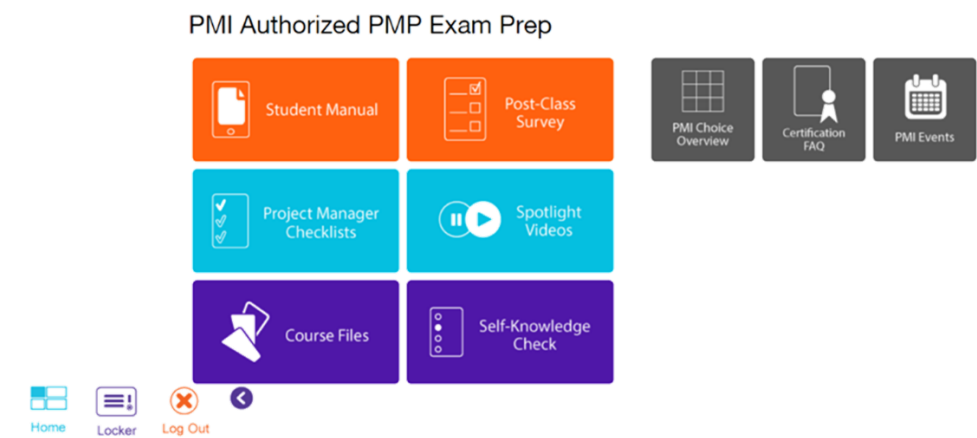 PMI Authorized PMP Exam Prep
Student Manual
Post-Class
Survey
PMI Choice
Overview
Certification
FAQ
PMI Events
Project Manager
Checklists
Spotlight
Videos
Course Files
Self-Knowledge
Check
Home
Locker
Log Out